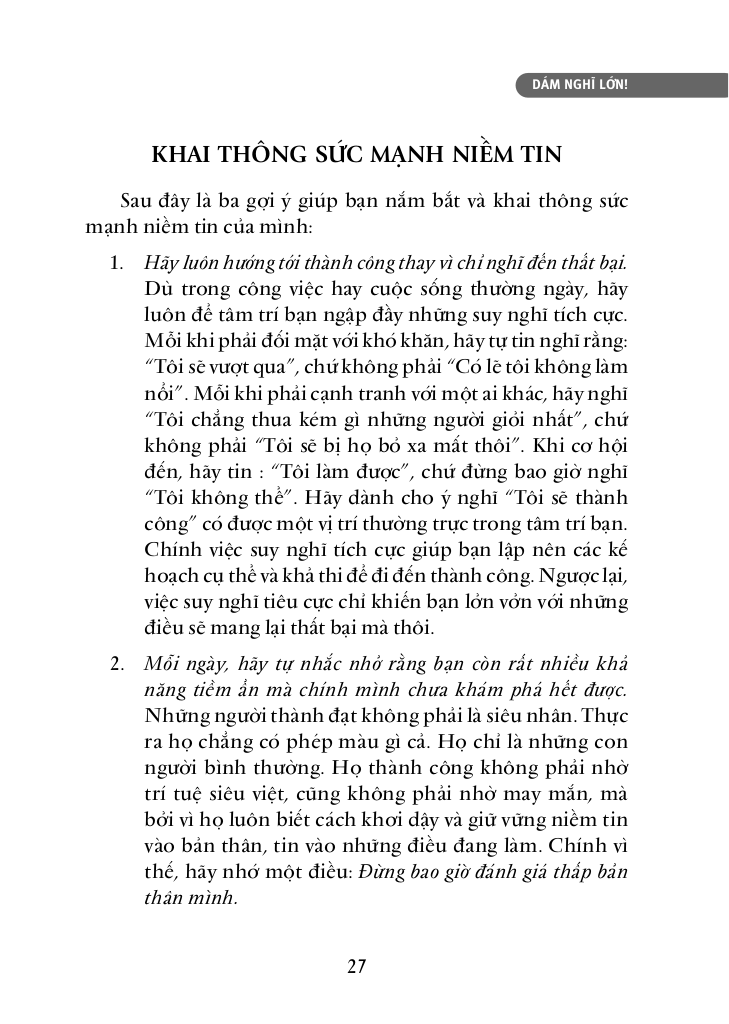 DÁM NGHĨ LỚN!
KHAI THÔNG SỨC MẠNH NIỀM TIN
Sau đây là ba gợi ý giúp bạn nắm bắt và khai thông sức
mạnh niềm tin của mình:
1. Hãy luôn hướng tới thành công thay vì chỉ nghĩ đến thất bại.
Dù trong công việc hay cuộc sống thường ngày, hãy
luôn để tâm trí bạn ngập đầy những suy nghĩ tích cực.
Mỗi khi phải đối mặt với khó khăn, hãy tự tin nghĩ rằng:
“Tôi sẽ vượt qua”, chứ không phải “Có lẽ tôi không làm
nổi”. Mỗi khi phải cạnh tranh với một ai khác, hãy nghĩ
“Tôi chẳng thua kém gì những người giỏi nhất”, chứ
không phải “Tôi sẽ bị họ bỏ xa mất thôi”. Khi cơ hội
đến, hãy tin : “Tôi làm được”, chứ đừng bao giờ nghĩ
“Tôi không thể”. Hãy dành cho ý nghĩ “Tôi sẽ thành
công” có được một vị trí thường trực trong tâm trí bạn.
Chính việc suy nghĩ tích cực giúp bạn lập nên các kế
hoạch cụ thể và khả thi để đi đến thành công. Ngược lại,
việc suy nghĩ tiêu cực chỉ khiến bạn lởn vởn với những
điều sẽ mang lại thất bại mà thôi.
2. Mỗi ngày, hãy tự nhắc nhở rằng bạn còn rất nhiều khả
năng tiềm ẩn mà chính mình chưa khám phá hết được.
Những người thành đạt không phải là siêu nhân. Thực
ra họ chẳng có phép màu gì cả. Họ chỉ là những con
người bình thường. Họ thành công không phải nhờ
trí tuệ siêu việt, cũng không phải nhờ may mắn, mà
bởi vì họ luôn biết cách khơi dậy và giữ vững niềm tin
vào bản thân, tin vào những điều đang làm. Chính vì
thế, hãy nhớ một điều: Đừng bao giờ đánh giá thấp bản
thân mình.
27